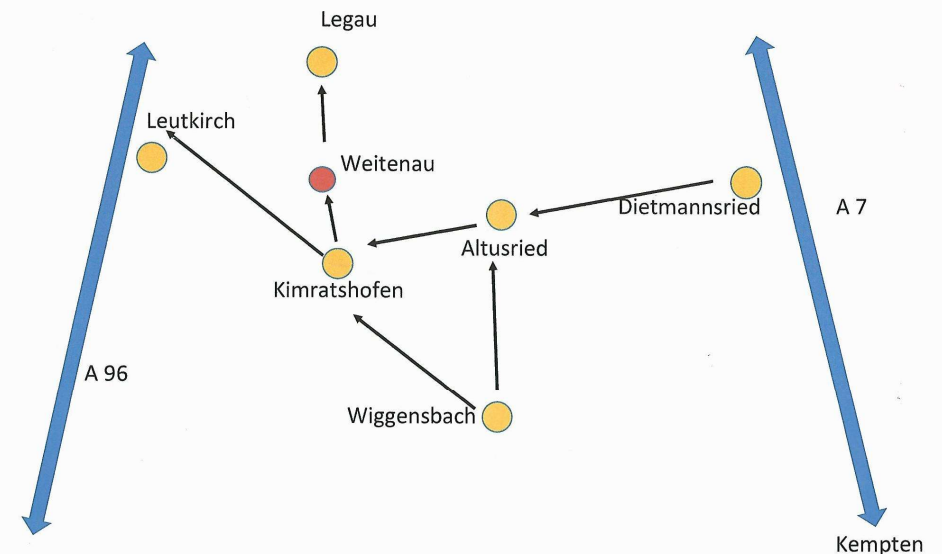 Legau
Leutkirch
Weitenau
Dietmannsried
A 7
Altusried
Kimratshofen
A 96
Wiggensbach
Kempten